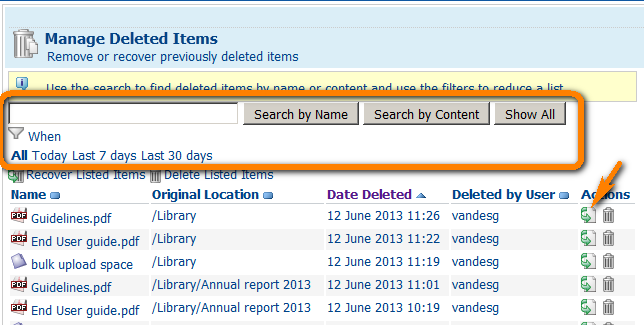 Manage Deleted Items
Remove or recover previously deleted items
Use the search to find deleted items by name or content and use the filters to reduce a list
Search by Name Search by Content Show All
When
All Today Last 7 days Last 30 days
Recover Listed Items Delete Listed Items
Name Original Location Date Deleted Deleted by User Actions
PDF Guidelines.pdf /Library 12 June 2013 11:26 vandesg
PDF End User guide.pdf /Library 12 June 2013 11:22 vandesg
bulk upload space /Library 12 June 2013 11:19 vandesg
PDF Guidelines.pdf /Library/Annual report 2013 12 June 2013 11:01 vandesg
PDF End User guide.pdf /Library/Annual report 2013 12 June 2013 10:19 vandesg